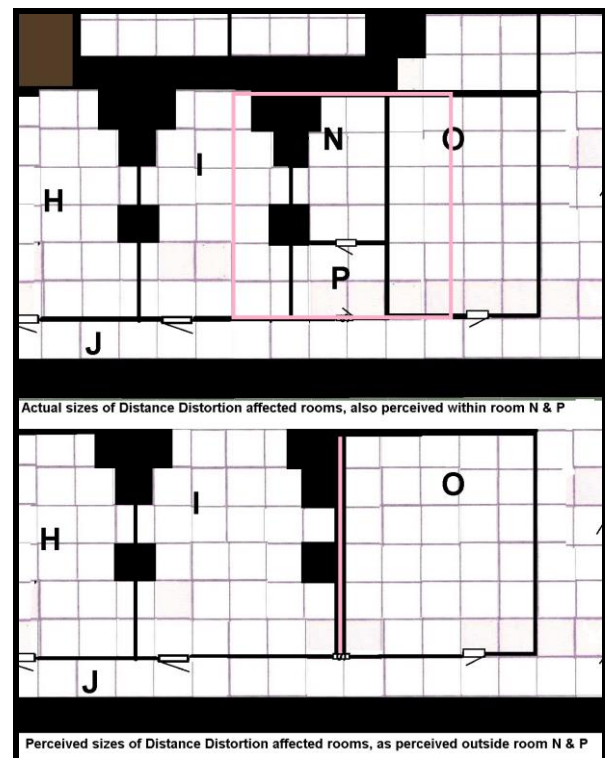 N
O
I
H
P
J
Actual sizes of Distance Distortion affected rooms, also perceived within room N & P
O
I
H
J
Perceived sizes of Distance Distortion affected rooms, as perceived outside room N & P